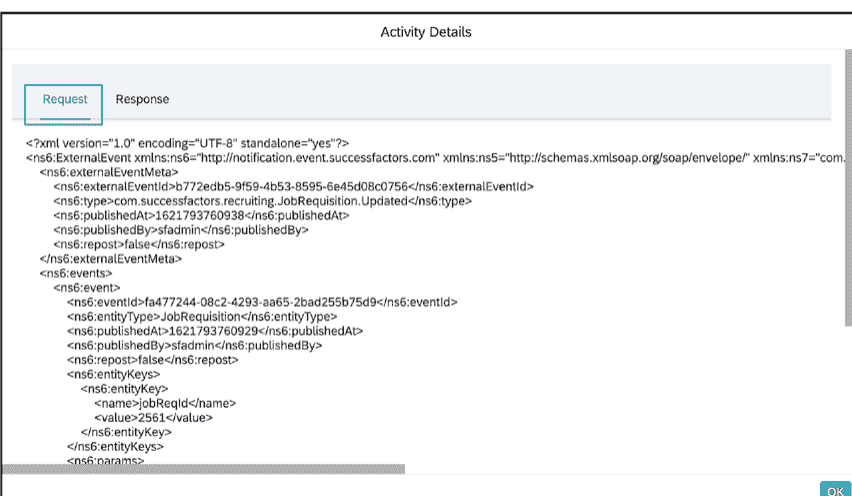 Activity Details
Request Response
<?xml version="1.0" encoding="UTF-8" standalone="yes"?>
<ns6:ExternalEvent xmlns:ns6="http://notification.event.successfactors.com" xmlns:ns5="http://schemas.xmlsoap.org/soap/envelope/" xmlns:ns7="com.
<ns6:externalEventMeta>
<ns6:externalEventId>b772edb5-9f59-4b53-8595-6e45d08c0756</ns6:externalEventId>
<ns6:type>com.successfactors.recruiting.JobRequisition.Updated</ns6:type>
<ns6:publishedAt>1621793760938</ns6:publishedAt>
<ns6:publishedBy>sfadmin</ns6:publishedBy>
<ns6:repost>false</ns6:repost>
</ns6:externalEventMeta>
<ns6:events>
<ns6:event>
<ns6:eventId>fa477244-08c2-4293-aa65-2bad255b75d9</ns6:eventId>
<ns6:entityType>JobRequisition</ns6:entityType>
<ns6:publishedAt>1621793760929</ns6:publishedAt>
<ns6:publishedBy>sfadmin</ns6:publishedBy>
<ns6:repost>false</ns6:repost>
<ns6:entityKeys>
<ns6:entityKey>
<name>jobReqId</name>
<value>2561</value>
</ns6:entityKey>
</ns6:entityKeys>
<ns6:params>
OK